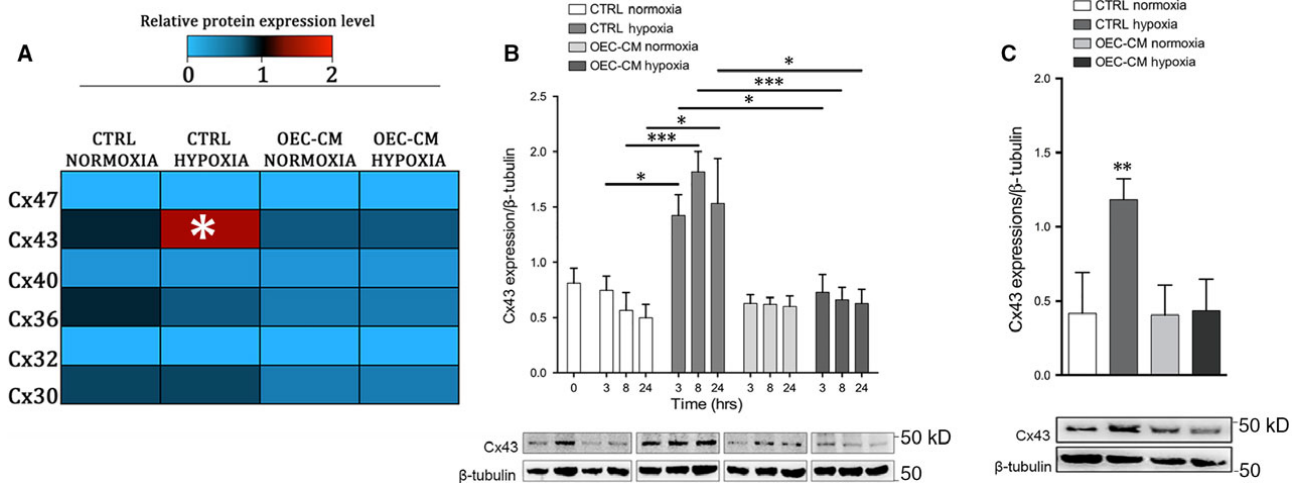 A
Relative protein expression level
0 1 2
CTRL NORMOXIA
CTRL HYPOXIA
OEC-CM NORMOXIA
OEC-CM HYPOXIA
Cx47
Cx43
*
Cx40
Cx36
Cx32
Cx30
B
CTRL normoxia
CTRL hypoxia
OEC-CM normoxia
OEC-CM hypoxia
*
***
*
*
***
*
Cx43 expression/β-tubulin
2.5
2.0
1.5
1.0
0.5
0.0
0 3 8 24 3 8 24 3 8 24 3 8 24
Time (hrs)
Cx43
50 kD
β-tubulin
50
C
CTRL normoxia
CTRL hypoxia
OEC-CM normoxia
OEC-CM hypoxia
Cx43 expressions/β-tubulin
2.0
1.5
1.0
0.5
0.0
**
Cx43
50 kD
β-tubulin
50